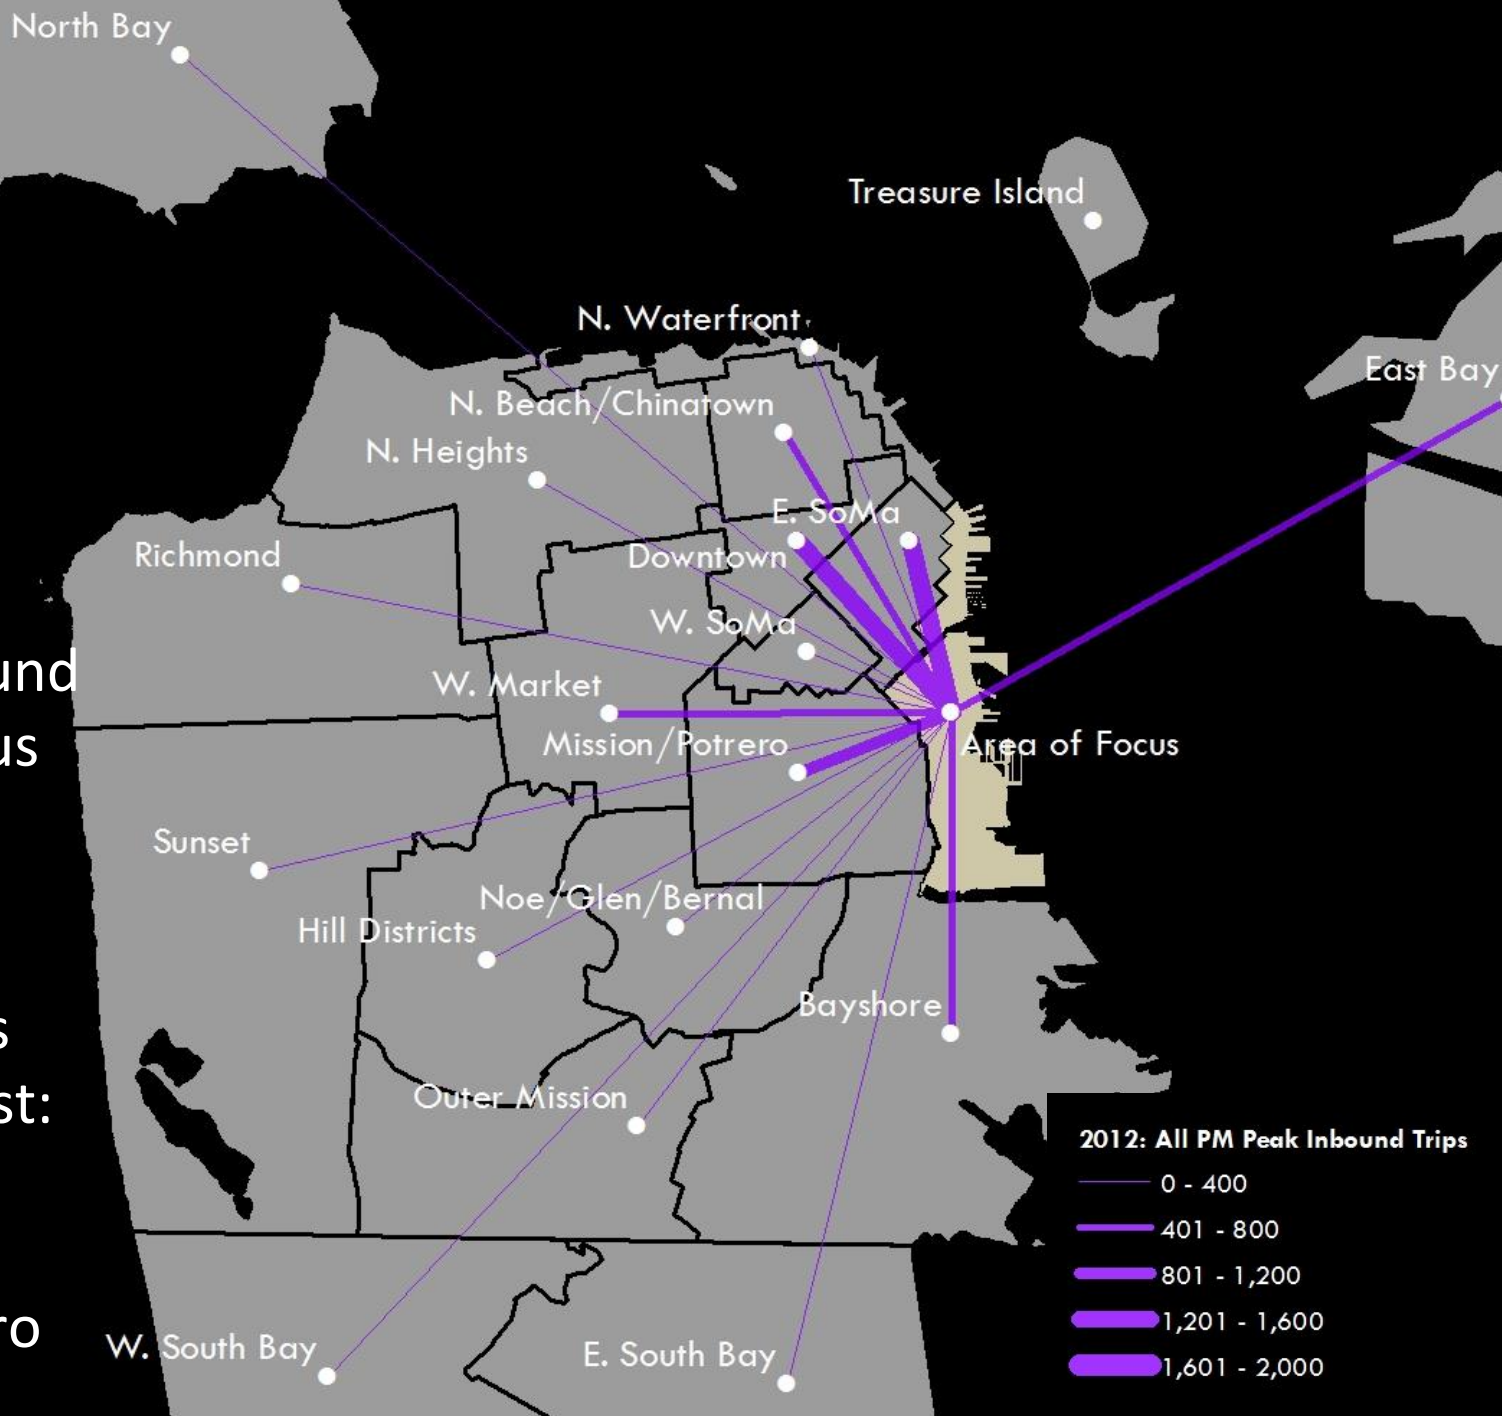 North Bay
Treasure Island
N. Waterfront
East Bay
N. Beach/Chinatown
N. Heights
E. SoMa
Richmond
Downtown
W. SoMa
und
W. Market
us
Mission/Potrero
Area of Focus
Sunset
Noe/Glen/Bernal
Hill Districts
Bayshore
s
st:
Outer Mission
ro
W. South Bay
E. South Bay
2012: All PM Peak Inbound Trips
0 - 400
401 - 800
801 - 1,200
1,201 - 1,600
1,601 - 2,000